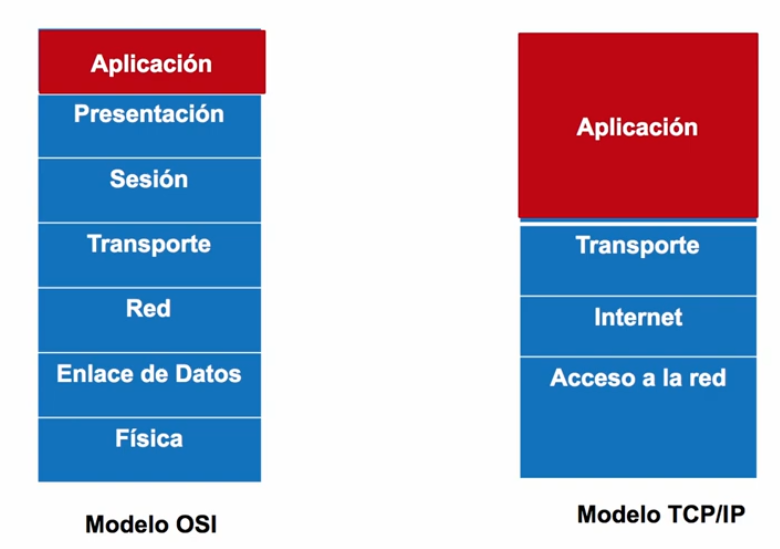 Aplicación
Presentación
Sesión
Transporte
Red
Enlace de Datos
Física
Modelo OSI
Aplicación
Transporte
Internet
Acceso a la red
Modelo TCP/IP